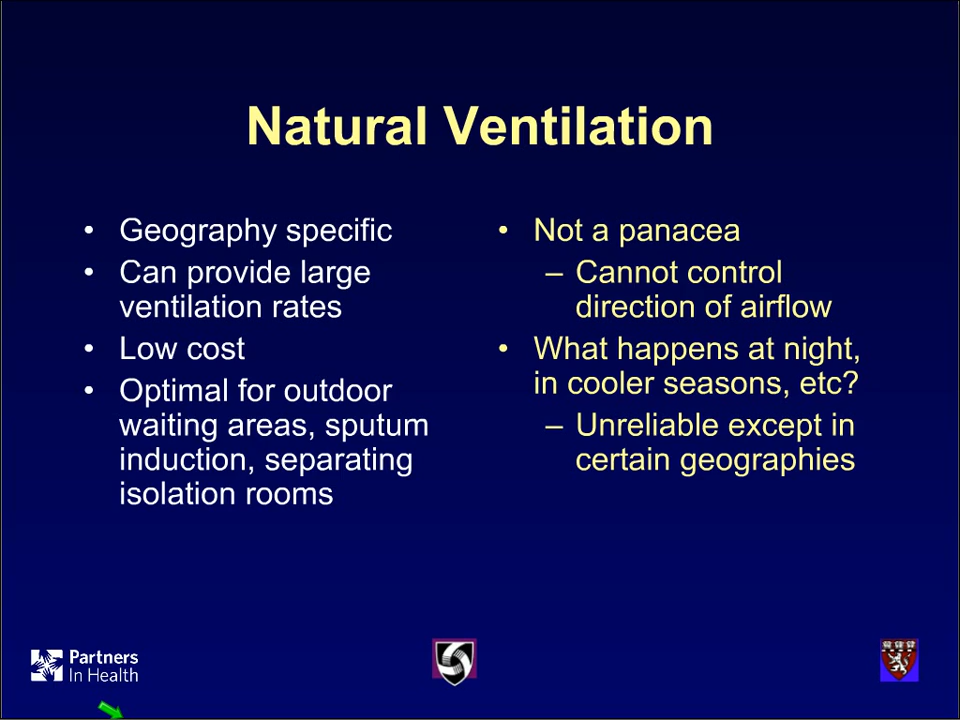 Natural Ventilation
• Geography specific
• Can provide large
ventilation rates
• Low cost
• Optimal for outdoor
waiting areas, sputum
induction, separating
isolation rooms
• Not a panacea
– Cannot control
direction of airflow
• What happens at night,
in cooler seasons, etc?
– Unreliable except in
certain geographies
Partners
In Health